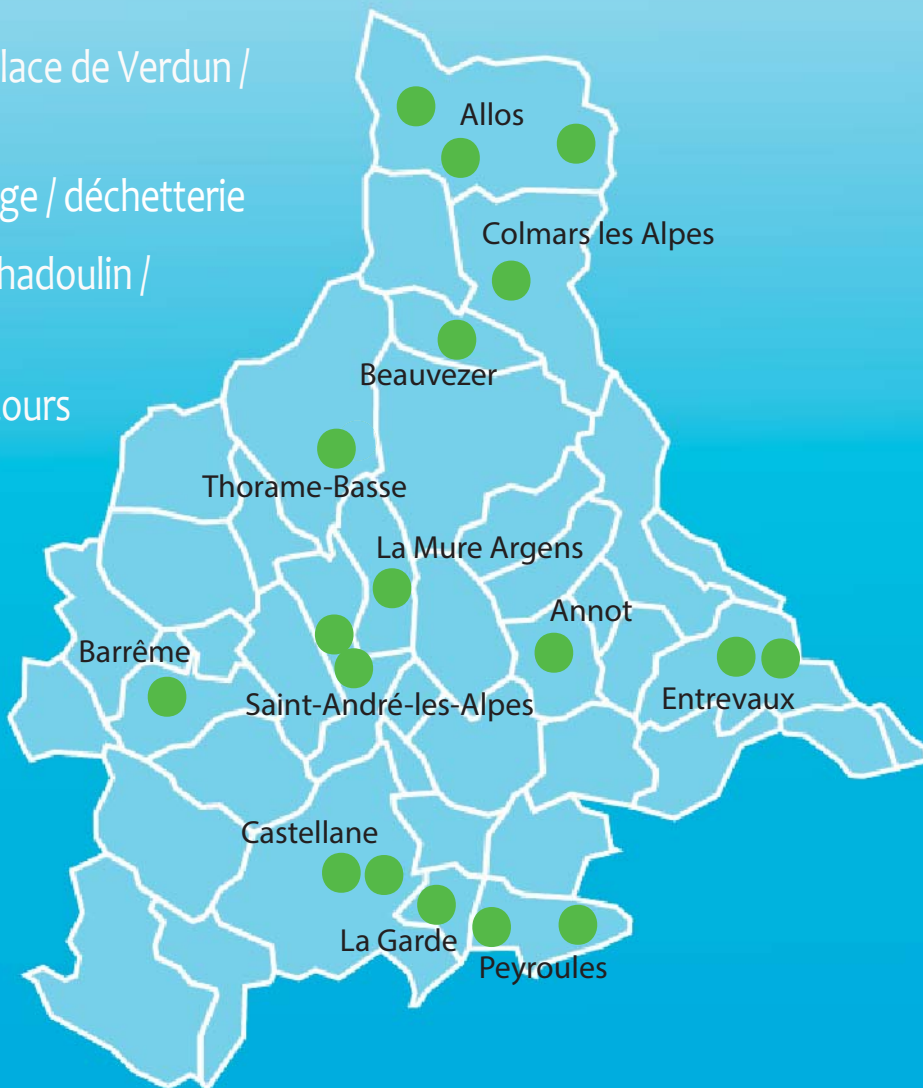 lace de Verdun /
ge / déchetterie
hadoulin /
ours
Allos
Colmars les Alpes
Beauvezer
Thorame-Basse
La Mure Argens
Annot
Barrême
Saint-André-les-Alpes
Entrevaux
Castellane
La Garde
Peyroules